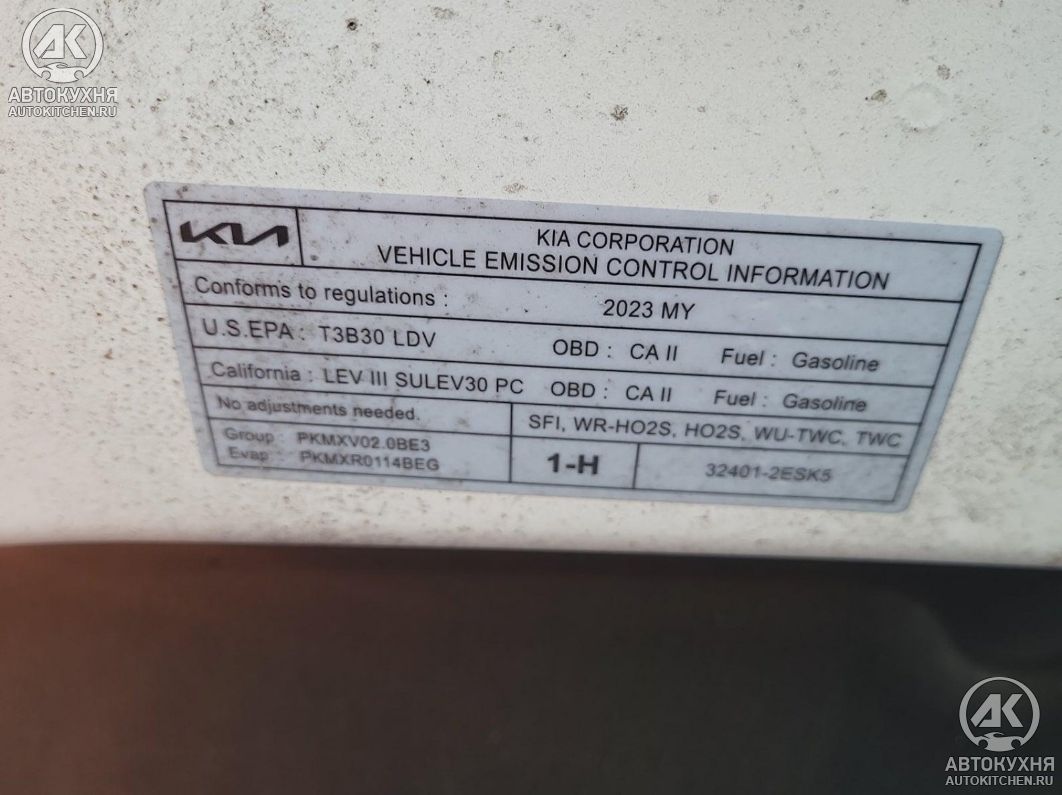 АК
АВТОКУХНЯ
AUTOKITCHEN.RU
KIA
KIA CORPORATION
VEHICLE EMISSION CONTROL INFORMATION
Conforms to regulations : 2023 MY
U.S.EPA : T3B30 LDV OBD : CA II Fuel : Gasoline
California : LEV III SULEV30 PC OBD : CA II Fuel : Gasoline
No adjustments needed. SFI, WR-HO2S, HO2S, WU-TWC, TWC
Group : PKMXV02.0BE3
Evap : PKMXR0114BEG
1-H
32401-2ESK5
АК
АВТОКУХНЯ
AUTOKITCHEN.RU